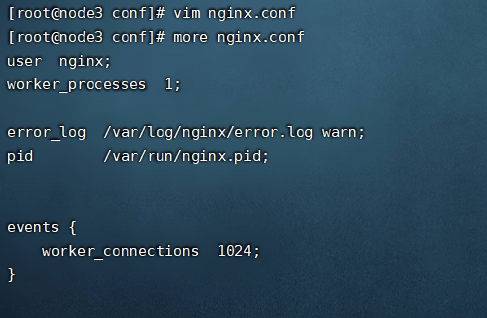 [root@node3 conf]# vim nginx.conf
[root@node3 conf]# more nginx.conf
user  nginx;
worker_processes  1;
error_log  /var/log/nginx/error.log warn;
pid        /var/run/nginx.pid;
events {
    worker_connections  1024;
}